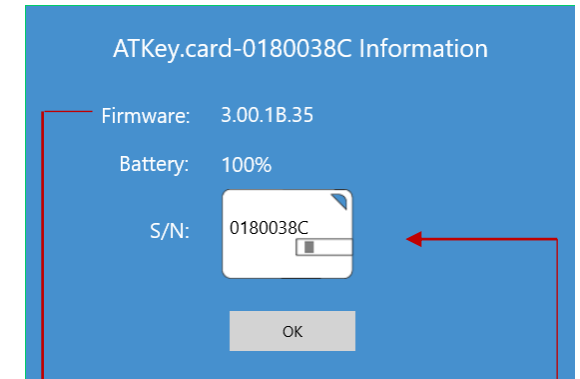 ATKey.card-0180038C Information
Firmware: 3.00.1B.35
Battery: 100%
S/N: 0180038C
OK